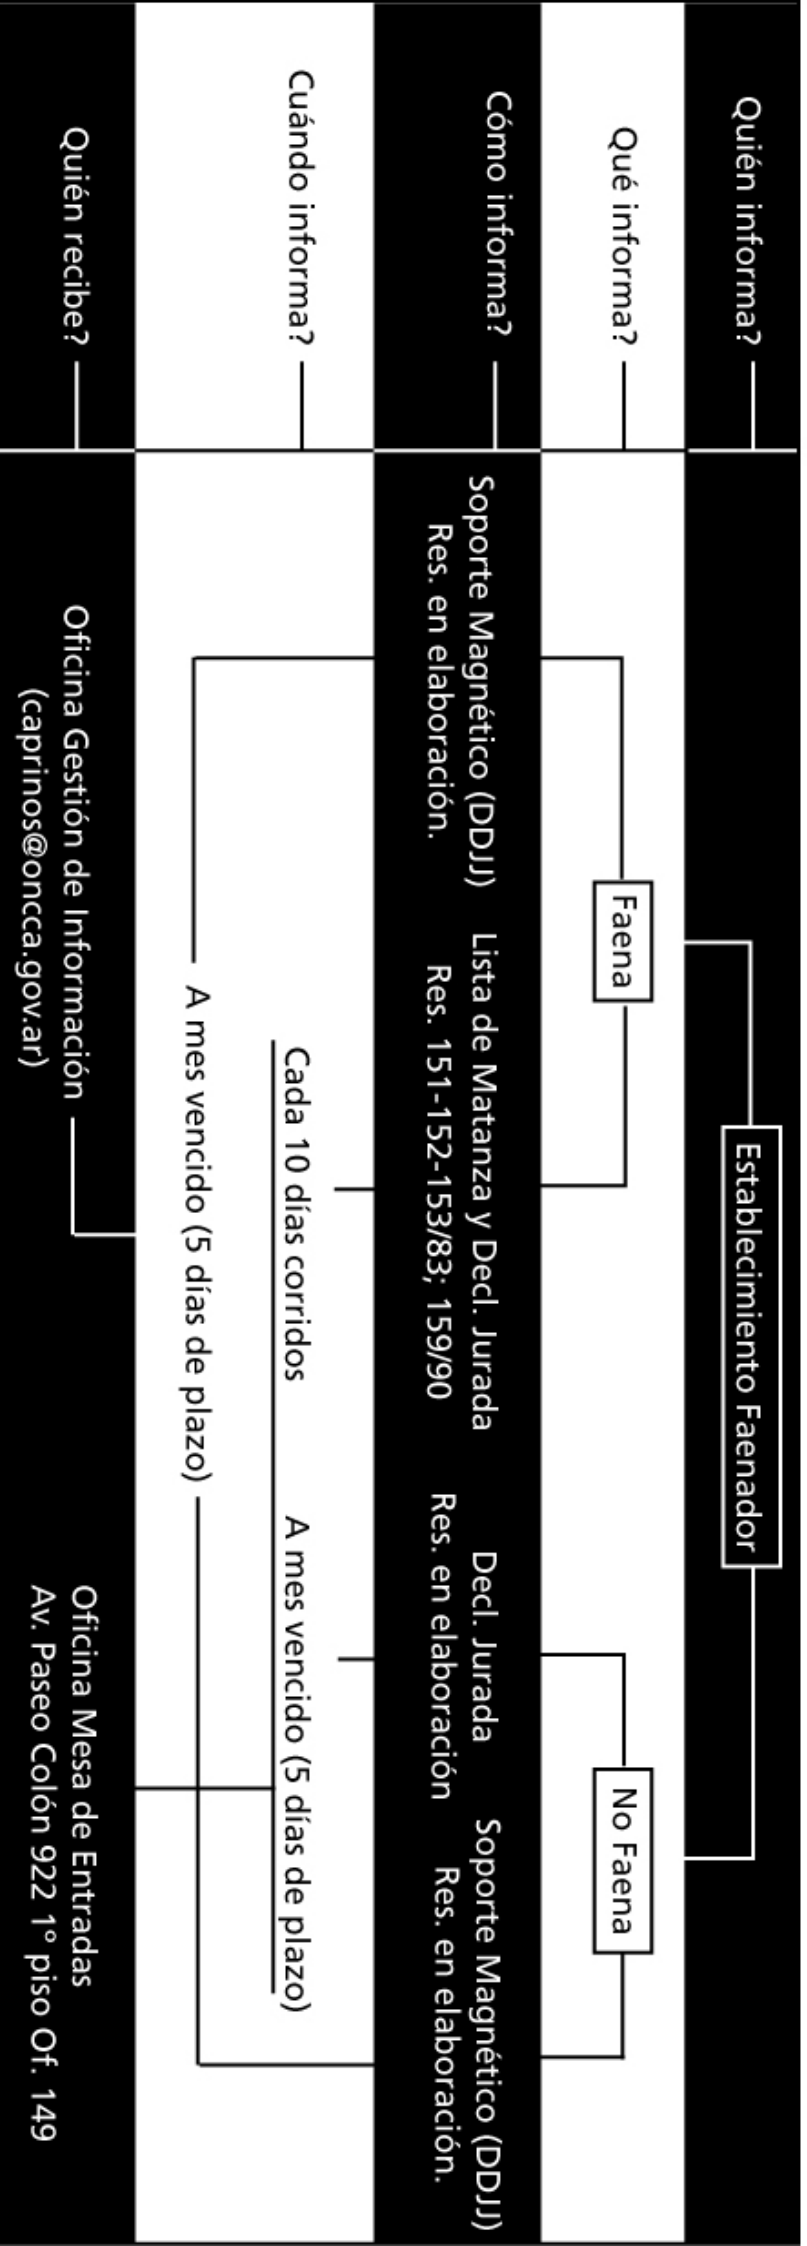 Quién informa?
Establecimiento Faenador
Qué informa?
Faena
No Faena
Cómo informa?
Soporte Magnético (DDJJ)
Res. en elaboración.
Lista de Matanza y Decl. Jurada
Res. 151-152-153/83; 159/90
Decl. Jurada
Res. en elaboración
Soporte Magnético (DDJJ)
Res. en elaboración.
Cuándo informa?
Cada 10 días corridos
A mes vencido (5 días de plazo)
A mes vencido (5 días de plazo)
Quién recibe?
Oficina Gestión de Información
(caprinos@oncca.gov.ar)
Oficina Mesa de Entradas
Av. Paseo Colón 922 1º piso Of. 149